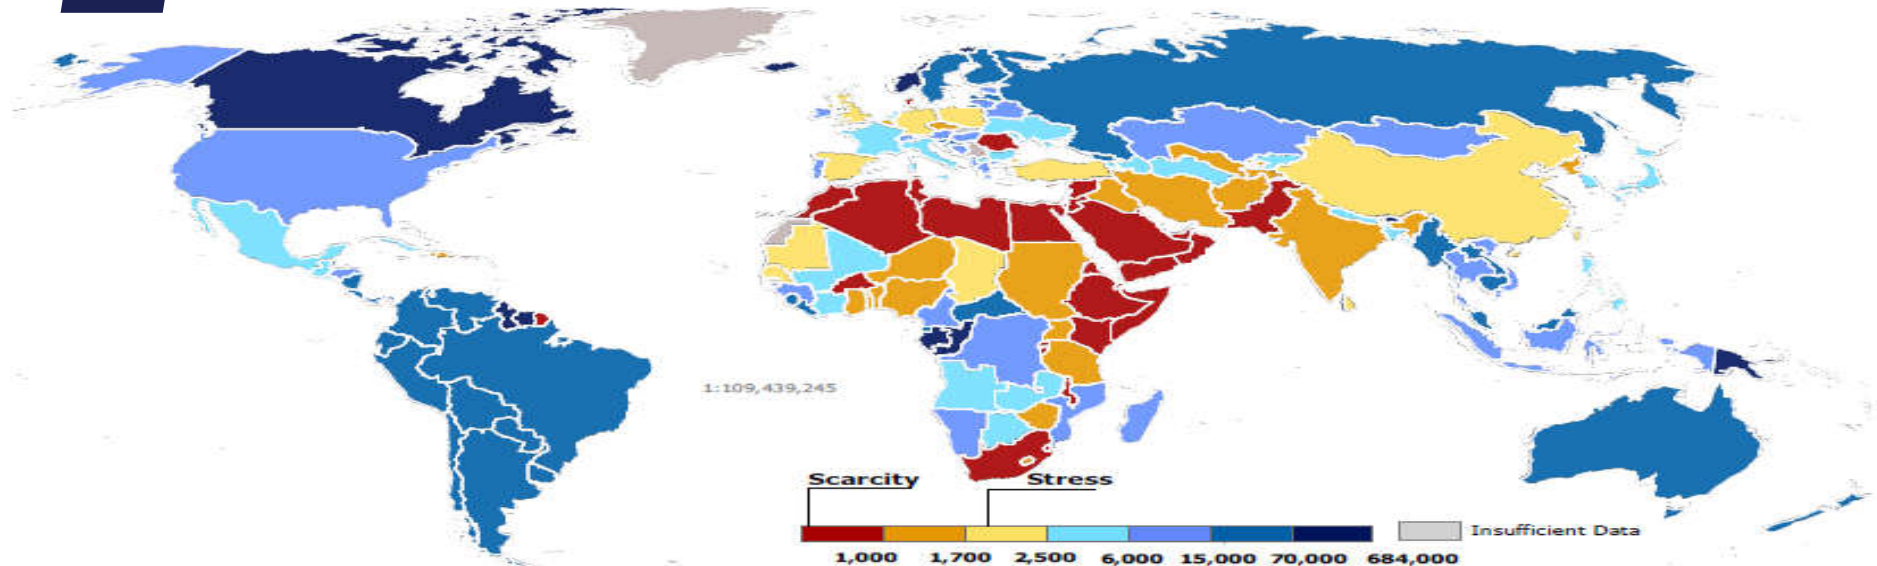 1:109,439,245
Scarcity Stress
Insufficient Data
1,000 1,700 2,500 6,000 15,000 70,000 684,000